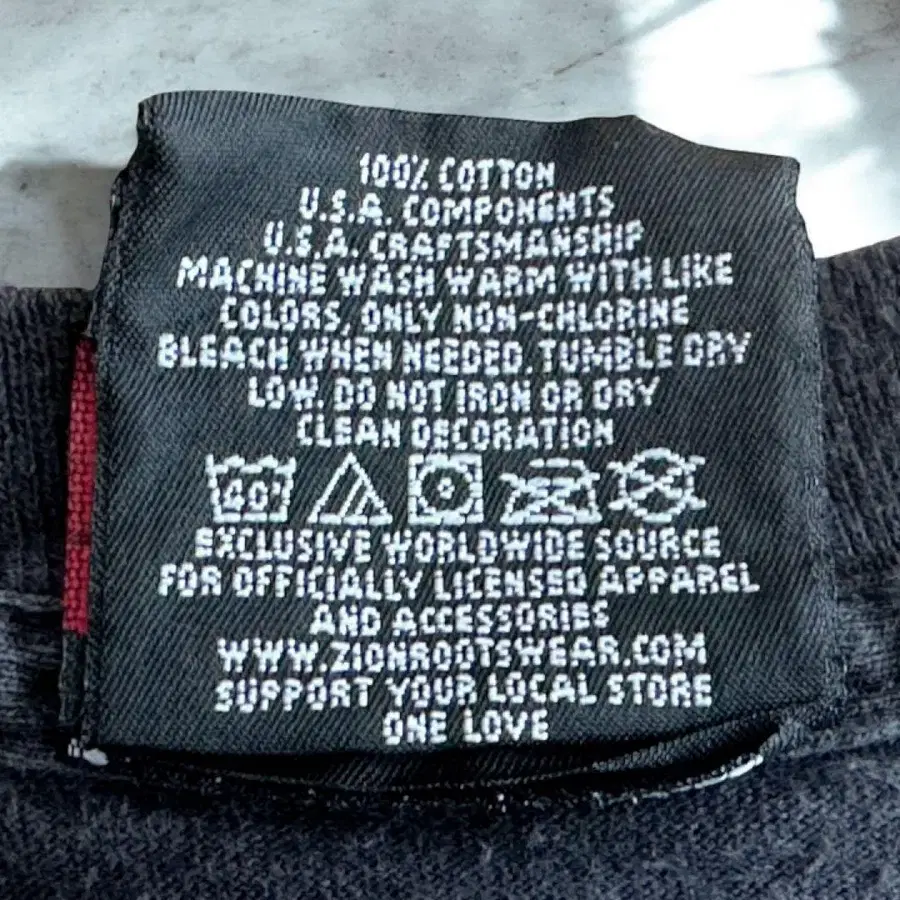 100% COTTON
U.S.A. COMPONENTS
U.S.A. CRAFTSMANSHIP
MACHINE WASH WARM WITH LIKE
COLORS, ONLY NON-CHLORINE
BLEACH WHEN NEEDED. TUMBLE DRY
LOW. DO NOT IRON OR DRY
CLEAN DECORATION
40°
EXCLUSIVE WORLDWIDE SOURCE
FOR OFFICIALLY LICENSED APPAREL
AND ACCESSORIES
WWW.ZIONROOTSWEAR.COM
SUPPORT YOUR LOCAL STORE
ONE LOVE